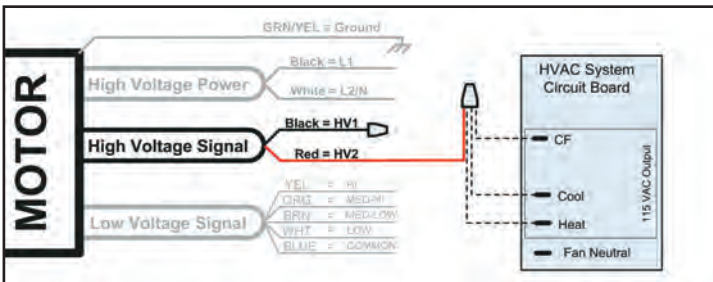 GRN/YEL = Ground
MOTOR
High Voltage Power
Black = L1
White = L2/N
High Voltage Signal
Black = HV1
Red = HV2
Low Voltage Signal
YEL = HI
ORG = MED-HI
BRN = MED-LOW
WHT = LOW
BLUE = COMMON
HVAC System
Circuit Board
CF
Cool
Heat
115 VAC Output
Fan Neutral